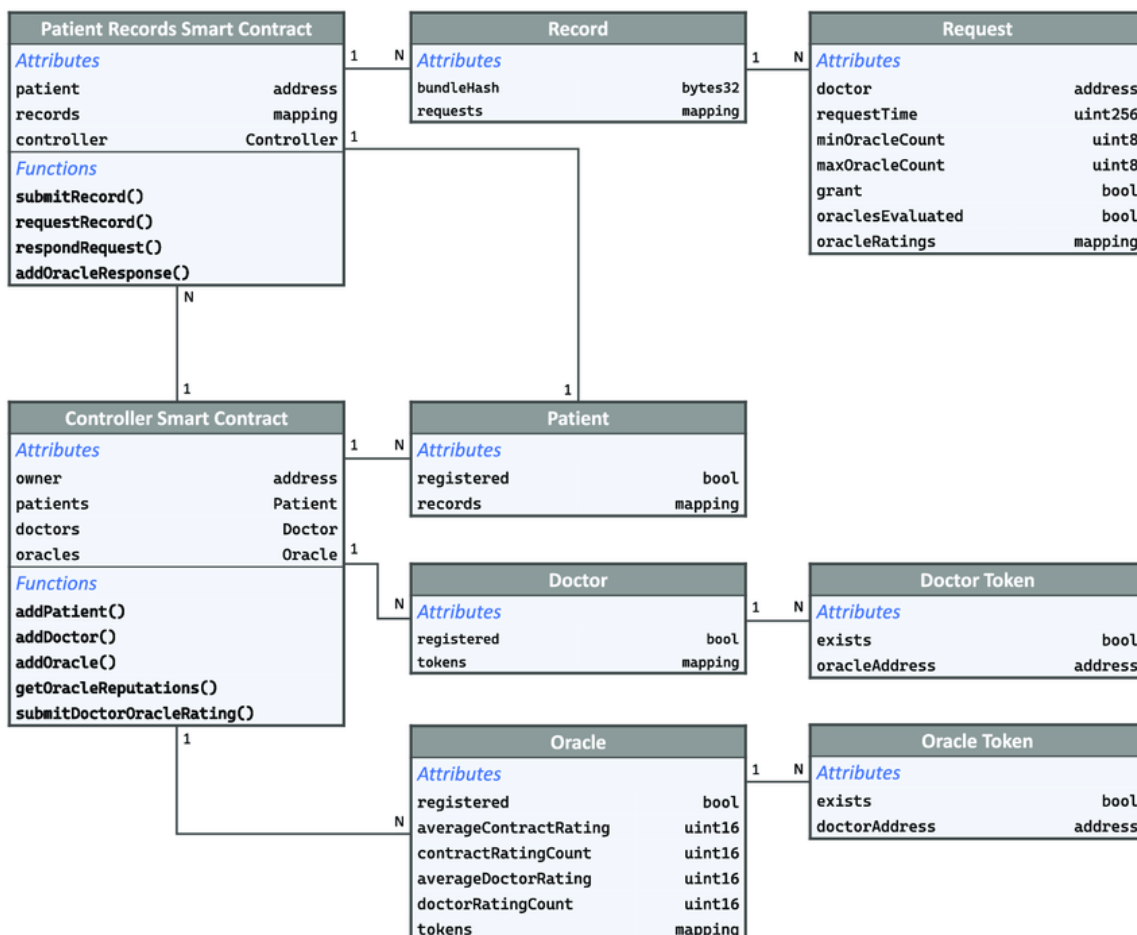 Patient Records Smart Contract
Attributes
patient address
records mapping
controller Controller
Functions
submitRecord()
requestRecord()
respondRequest()
addOracleResponse()
1 N
Record
Attributes
bundleHash bytes32
requests mapping
1 N
Request
Attributes
doctor address
requestTime uint256
minOracleCount uint8
maxOracleCount uint8
grant bool
oraclesEvaluated bool
oracleRatings mapping
1
1
N
1
Controller Smart Contract
Attributes
owner address
patients Patient
doctors Doctor
oracles Oracle
Functions
addPatient()
addDoctor()
addOracle()
getOracleReputations()
submitDoctorOracleRating()
1 N
Patient
Attributes
registered bool
records mapping
1
N
Doctor
Attributes
registered bool
tokens mapping
1 N
Doctor Token
Attributes
exists bool
oracleAddress address
1
N
Oracle
Attributes
registered bool
averageContractRating uint16
contractRatingCount uint16
averageDoctorRating uint16
doctorRatingCount uint16
tokens mapping
1 N
Oracle Token
Attributes
exists bool
doctorAddress address